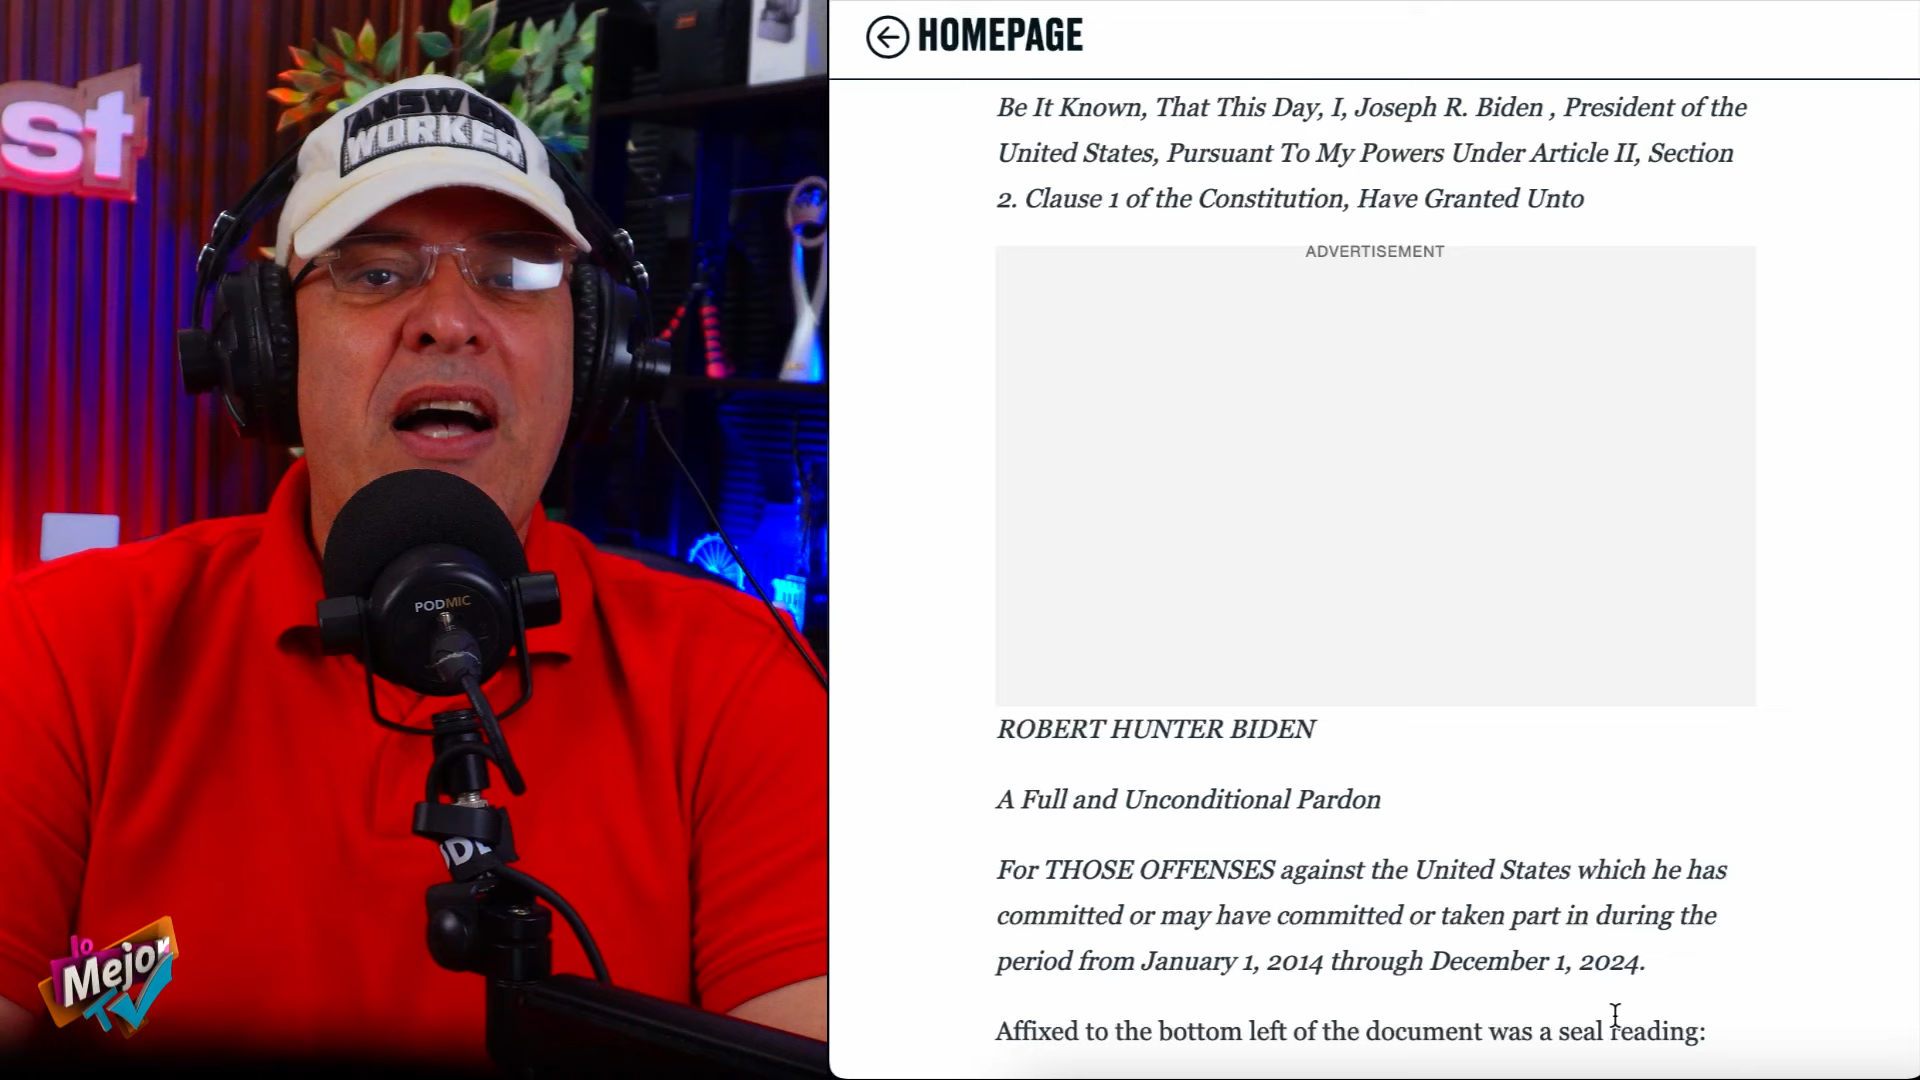 st
ANSWER
WORKER
PODMIC
lo
Mejor
TV
HOMEPAGE
Be It Known, That This Day, I, Joseph R. Biden , President of the
United States, Pursuant To My Powers Under Article II, Section
2. Clause 1 of the Constitution, Have Granted Unto
ADVERTISEMENT
ROBERT HUNTER BIDEN
A Full and Unconditional Pardon
For THOSE OFFENSES against the United States which he has
committed or may have committed or taken part in during the
period from January 1, 2014 through December 1, 2024.
Affixed to the bottom left of the document was a seal reading: